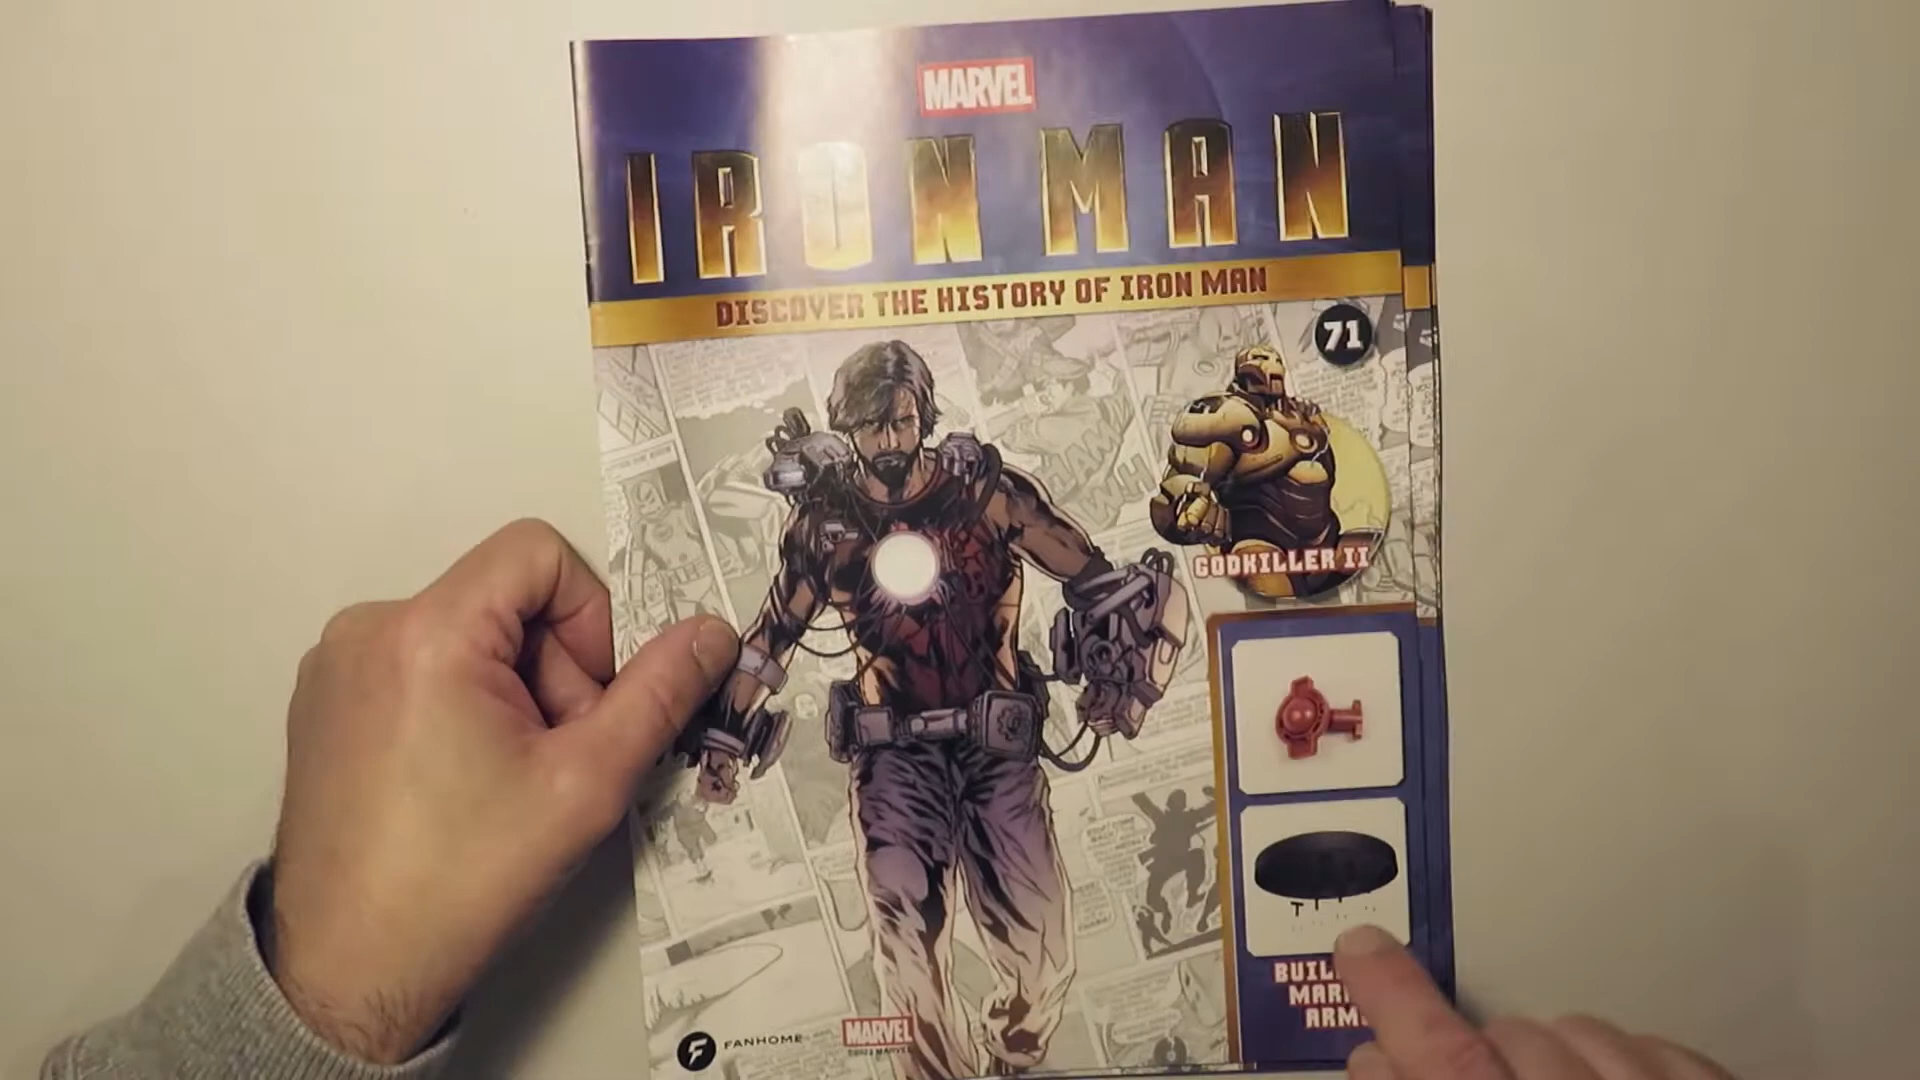 MARVEL
IRON MAN
DISCOVER THE HISTORY OF IRON MAN
71
GODKILLER II
FANHOME
MARVEL